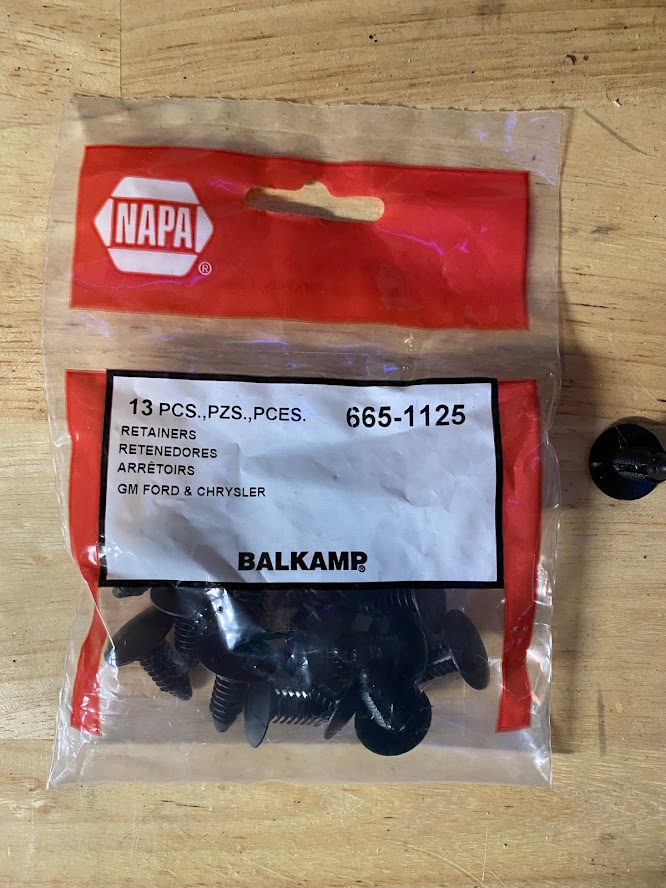 NAPA ®
13 PCS.,PZS.,PCES. 665-1125
RETAINERS
RETENEDORES
ARRÊTOIRS
GM FORD & CHRYSLER
BALKAMP®